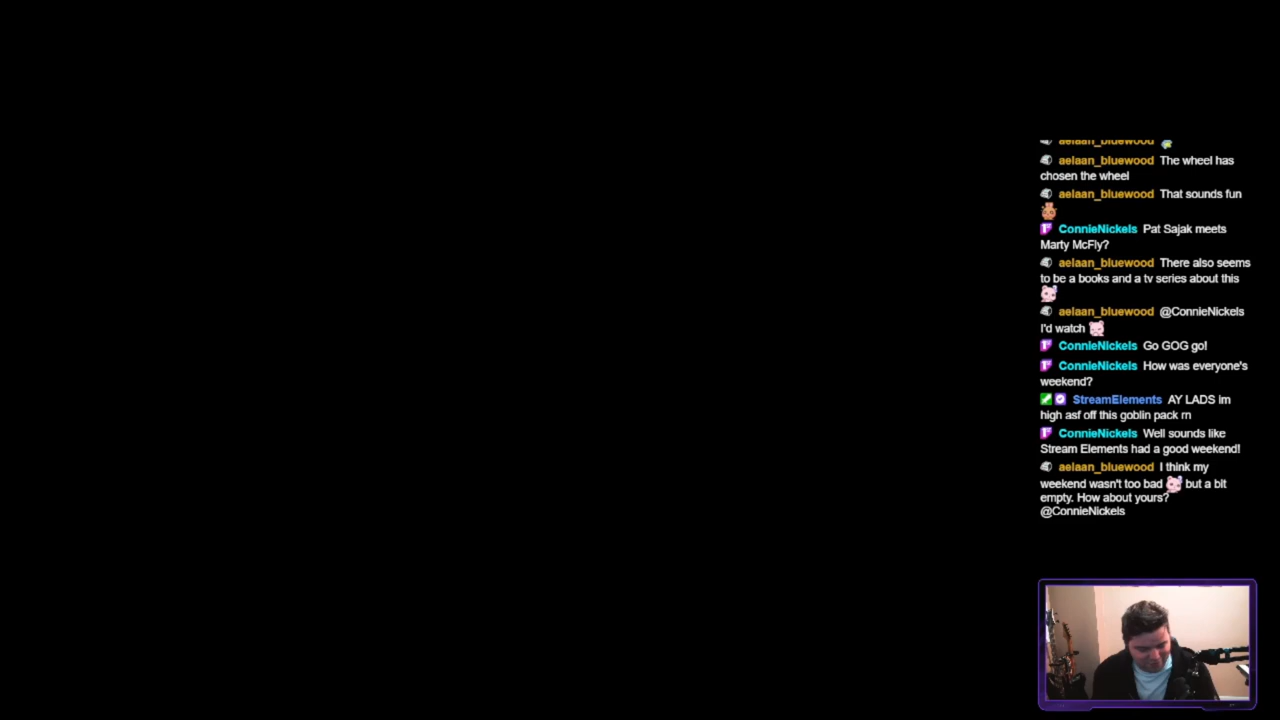 aelaan_bluewood
aelaan_bluewood The wheel has
chosen the wheel
aelaan_bluewood That sounds fun
ConnieNickels Pat Sajak meets
Marty McFly?
aelaan_bluewood There also seems
to be a books and a tv series about this
aelaan_bluewood @ConnieNickels
I'd watch
ConnieNickels Go GOG go!
ConnieNickels How was everyone's
weekend?
StreamElements AY LADS im
high asf off this goblin pack rn
ConnieNickels Well sounds like
Stream Elements had a good weekend!
aelaan_bluewood I think my
weekend wasn't too bad but a bit
empty. How about yours?
@ConnieNickels